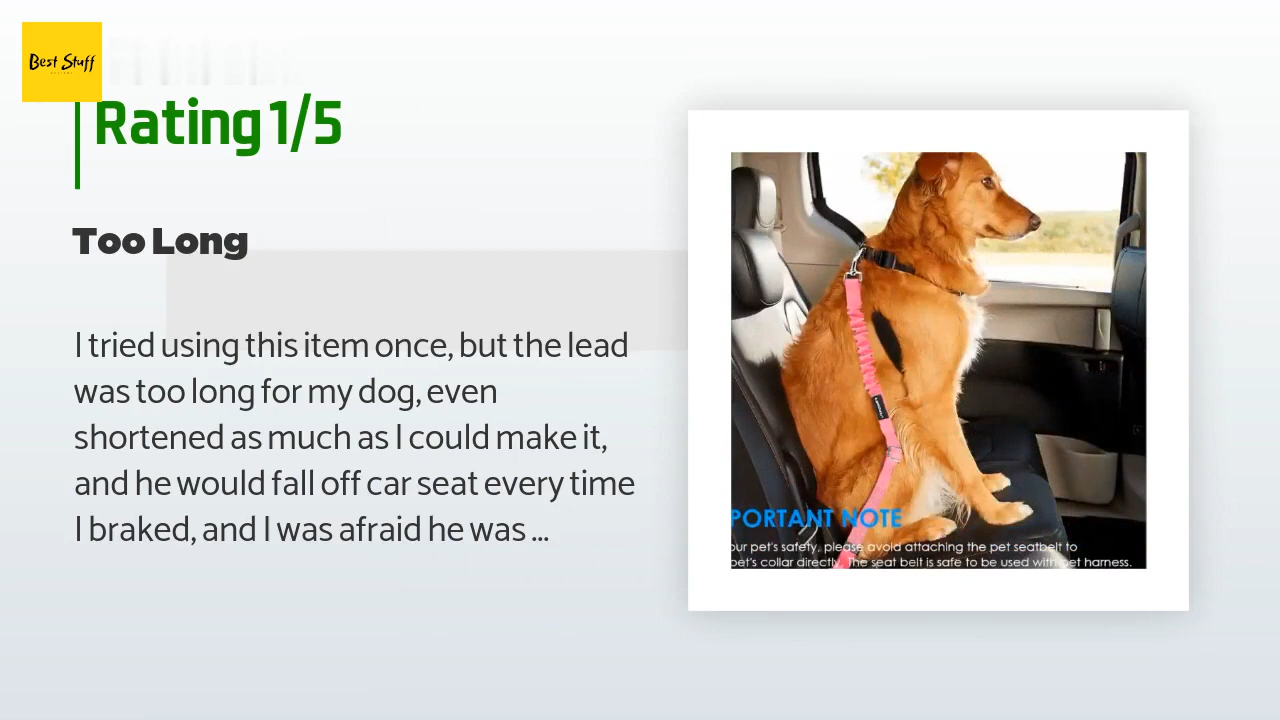 Best Stuff
Rating 1/5
Too Long
I tried using this item once, but the lead
was too long for my dog, even
shortened as much as I could make it,
and he would fall off car seat every time
I braked, and I was afraid he was ...
PORTANT NOTE
our pet's safety, please avoid attaching the pet seatbelt to
pet's collar directly. The seat belt is safe to be used with pet harness.